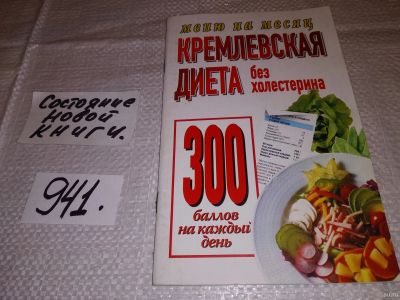 меню на месяц
КРЕМЛЕВСКАЯ
ДИЕТА без
холестерина
300
баллов
на каждый
день
Состояние
новой
книги.
941.